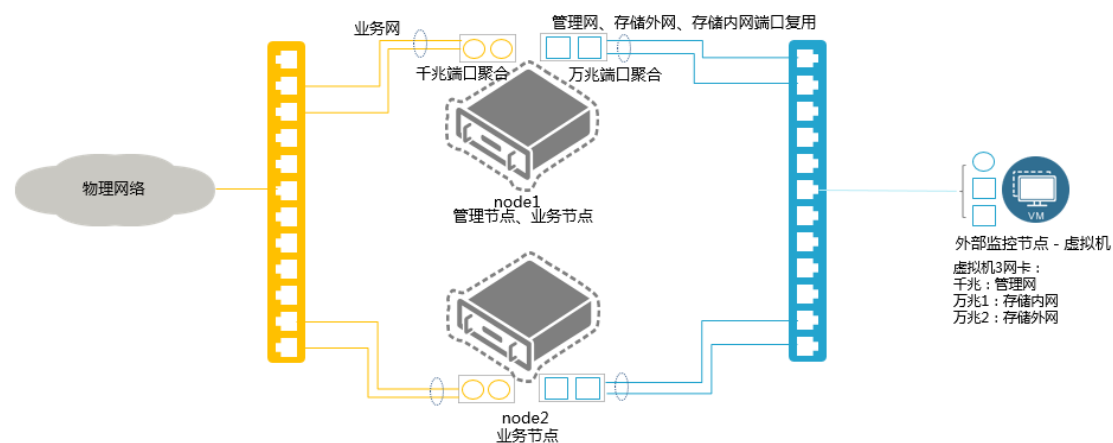 管理网、存储外网、存储内网端口复用
业务网
千兆端口聚合
万兆端口聚合
物理网络
node1
管理节点、业务节点
VM
外部监控节点 - 虚拟机
虚拟机3网卡：
千兆：管理网
万兆1：存储内网
万兆2：存储外网
node2
业务节点